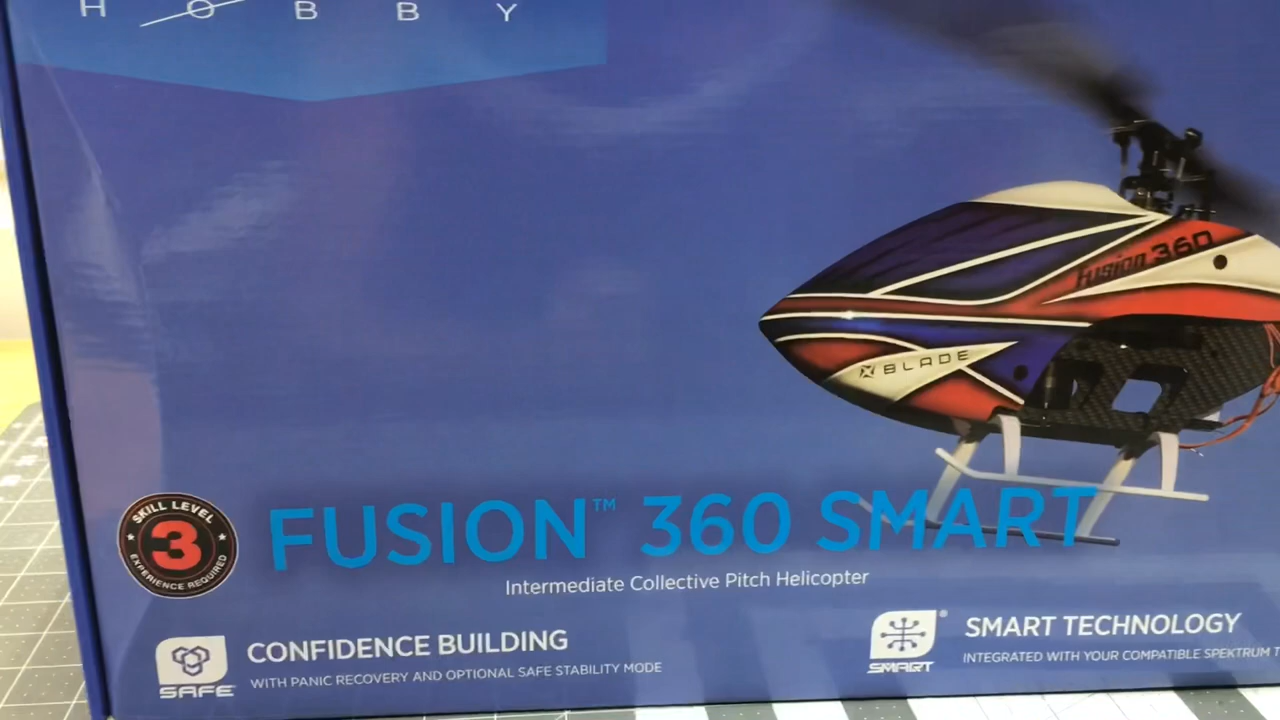 HOBBY
Fusion 360
BLADE
SKILL LEVEL
3
EXPERIENCE REQUIRED
FUSION™ 360 SMART
Intermediate Collective Pitch Helicopter
SAFE
CONFIDENCE BUILDING
WITH PANIC RECOVERY AND OPTIONAL SAFE STABILITY MODE
SMART®
SMART TECHNOLOGY
INTEGRATED WITH YOUR COMPATIBLE SPEKTRUM T